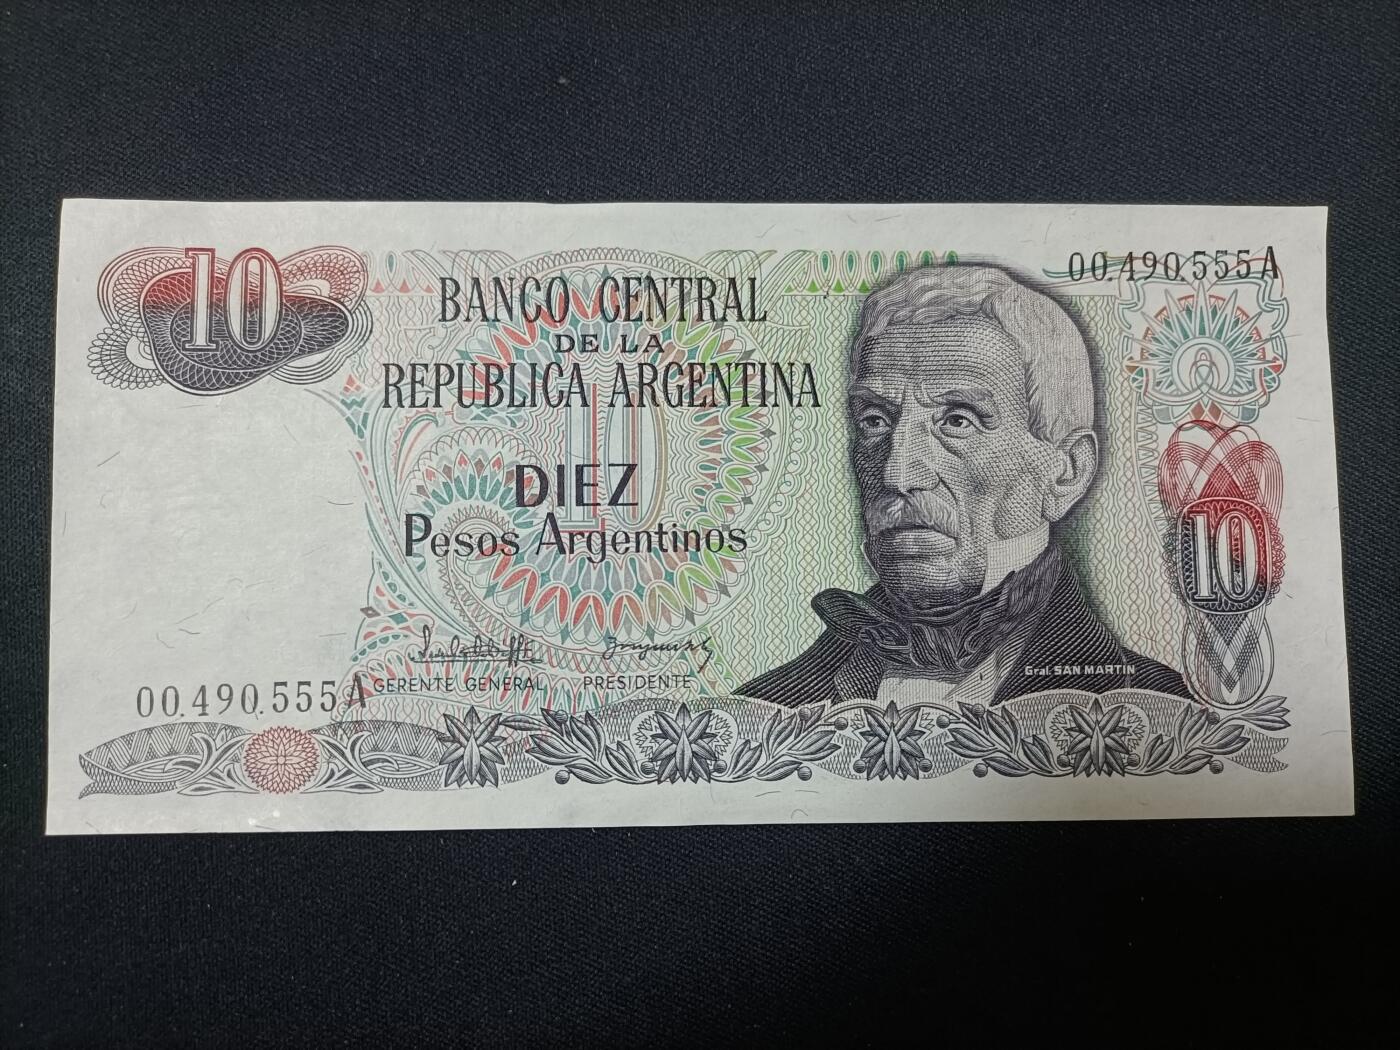 10
00.490.555A
BANCO CENTRAL
DE LA
REPUBLICA ARGENTINA
10
DIEZ
Pesos Argentinos
10
GERENTE GENERAL PRESIDENTE
Gral. SAN MARTIN
00.490.555A